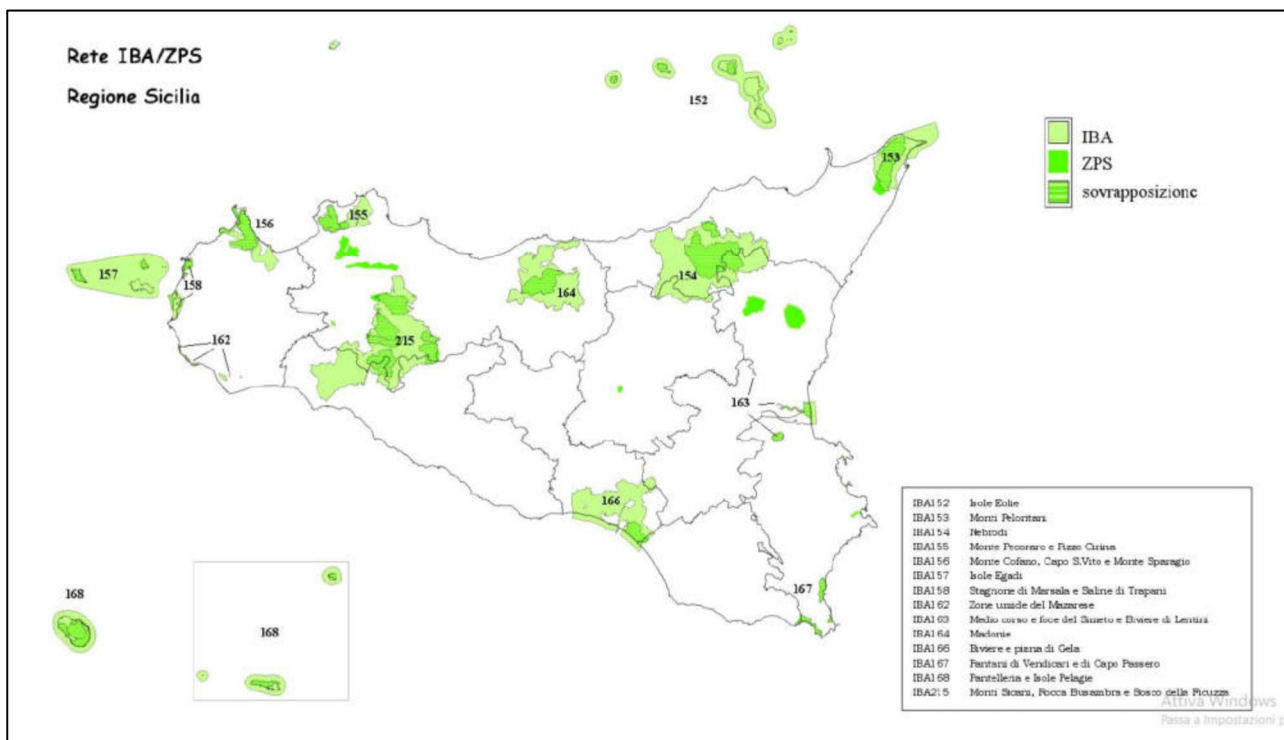 Rete IBA/ZPS
Regione Sicilia
152
IBA
ZPS
sovrapposizione
153
156
155
157
154
158
164
215
162
163
166
167
168
168
IBA152 Isole Eolie
IBA153 Monti Peloritani
IBA154 Nebrodi
IBA155 Monte Pecoraro e Pizzo Cirina
IBA156 Monte Cofano, Capo S.Vito e Monte Sparagio
IBA157 Isole Egadi
IBA158 Stagnone di Marsala e Saline di Trapani
IBA162 Zone umide del Mazarese
IBA163 Medio corso e foce del Simeto e Biviere di Lentini
IBA164 Madonie
IBA166 Biviere e piana di Gela
IBA167 Pantani di Vendicari e di Capo Passero
IBA168 Pantelleria e Isole Pelagie
IBA215 Monti Sicani, Rocca Busambra e Bosco della Ficuzza
Attiva Windows
Passa a Impostazioni p